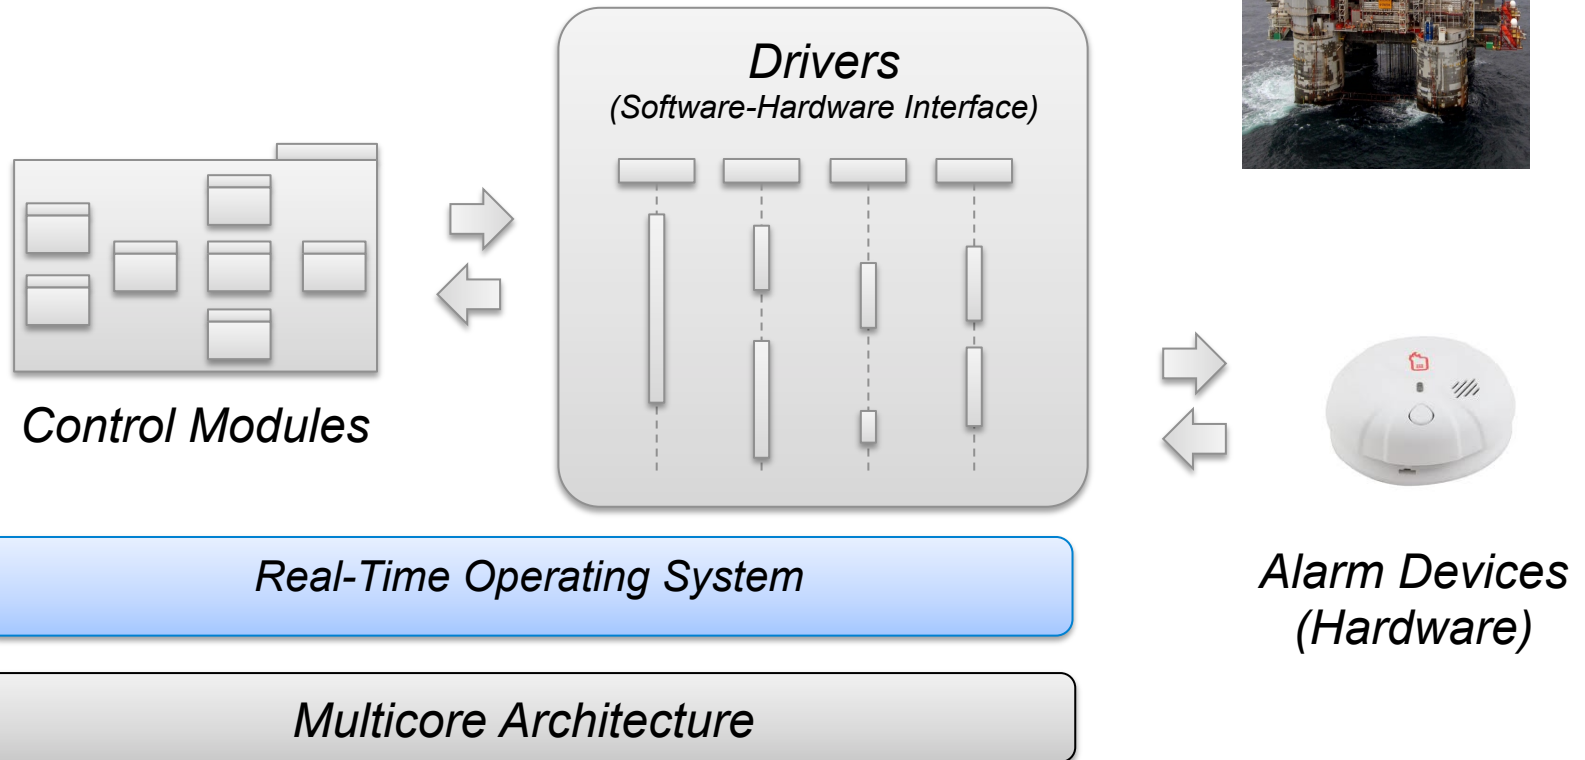 Drivers
(Software-Hardware Interface)
Control Modules
Real-Time Operating System
Alarm Devices
(Hardware)
Multicore Architecture